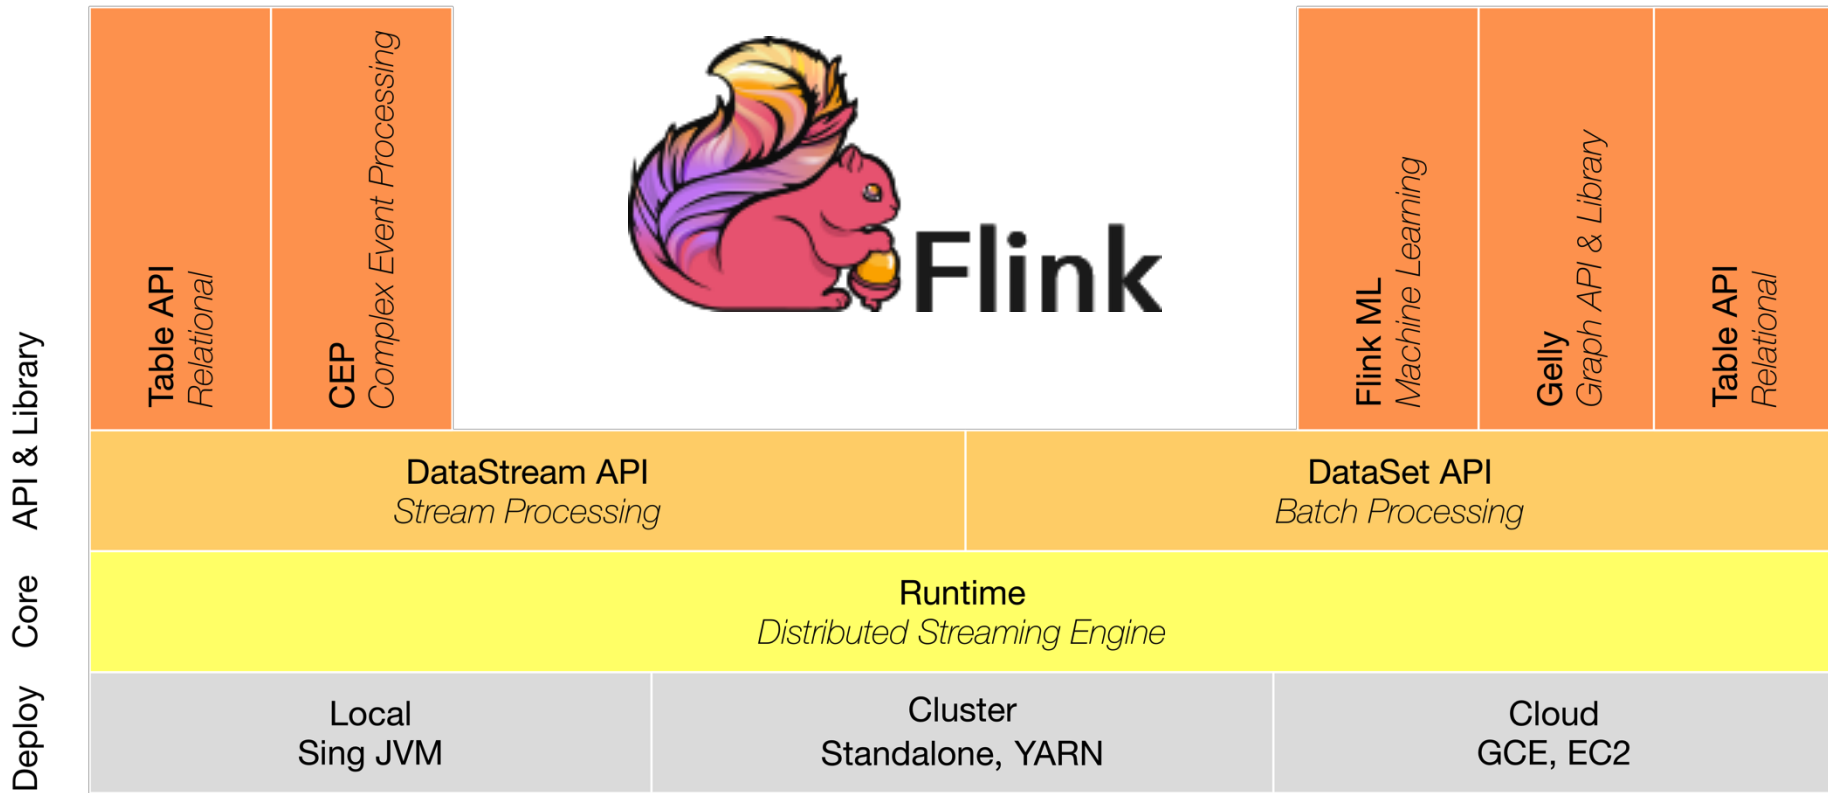 Table API
Relational
CEP
Complex Event Processing
Flink
Flink ML
Machine Learning
Gelly
Graph API & Library
Table API
Relational
API & Library
DataStream API
Stream Processing
DataSet API
Batch Processing
Core
Runtime
Distributed Streaming Engine
Deploy
Local
Sing JVM
Cluster
Standalone, YARN
Cloud
GCE, EC2